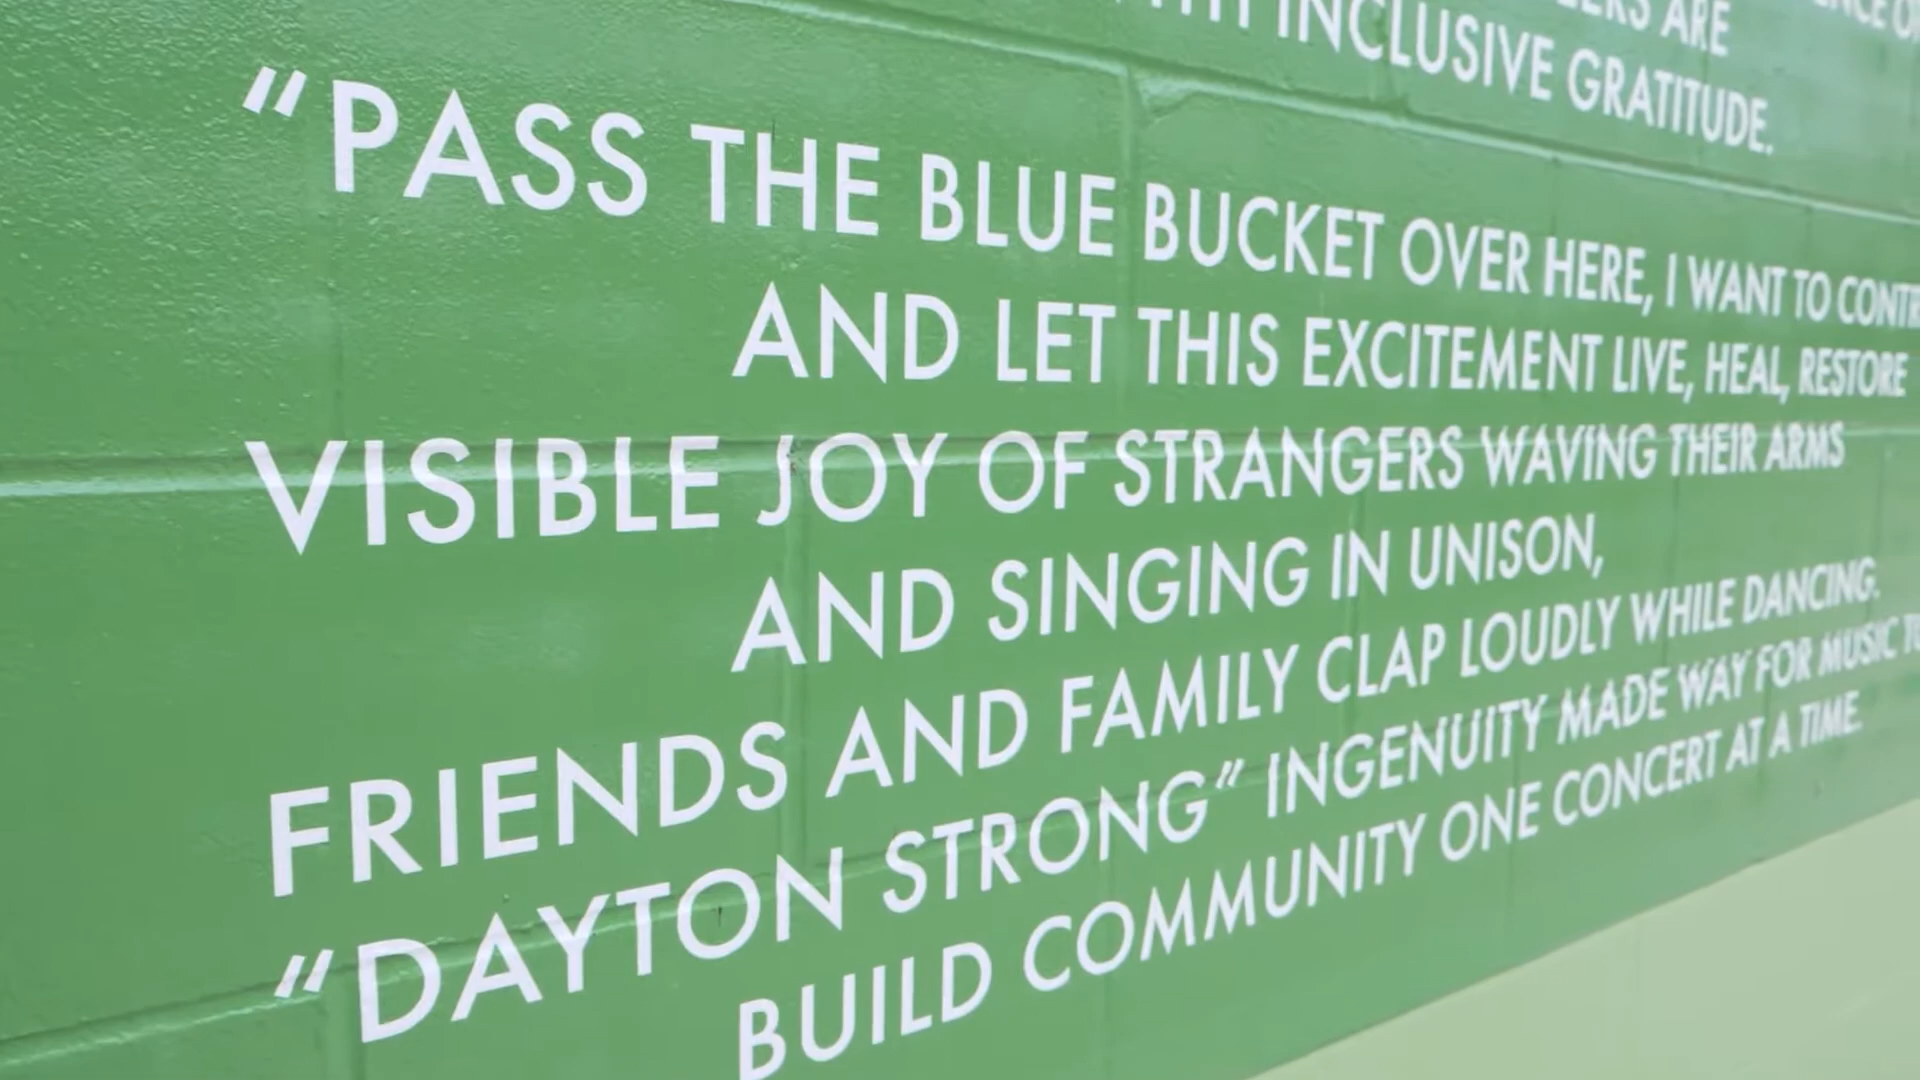 ARE
INCLUSIVE GRATITUDE.
“PASS THE BLUE BUCKET OVER HERE, I WANT TO
AND LET THIS EXCITEMENT LIVE, HEAL, RESTORE
VISIBLE JOY OF STRANGERS WAVING THEIR ARMS
AND SINGING IN UNISON,
FRIENDS AND FAMILY CLAP LOUDLY WHILE DANCING.
“DAYTON STRONG” INGENUITY MADE WAY FOR MUSIC
BUILD COMMUNITY ONE CONCERT AT A TIME.